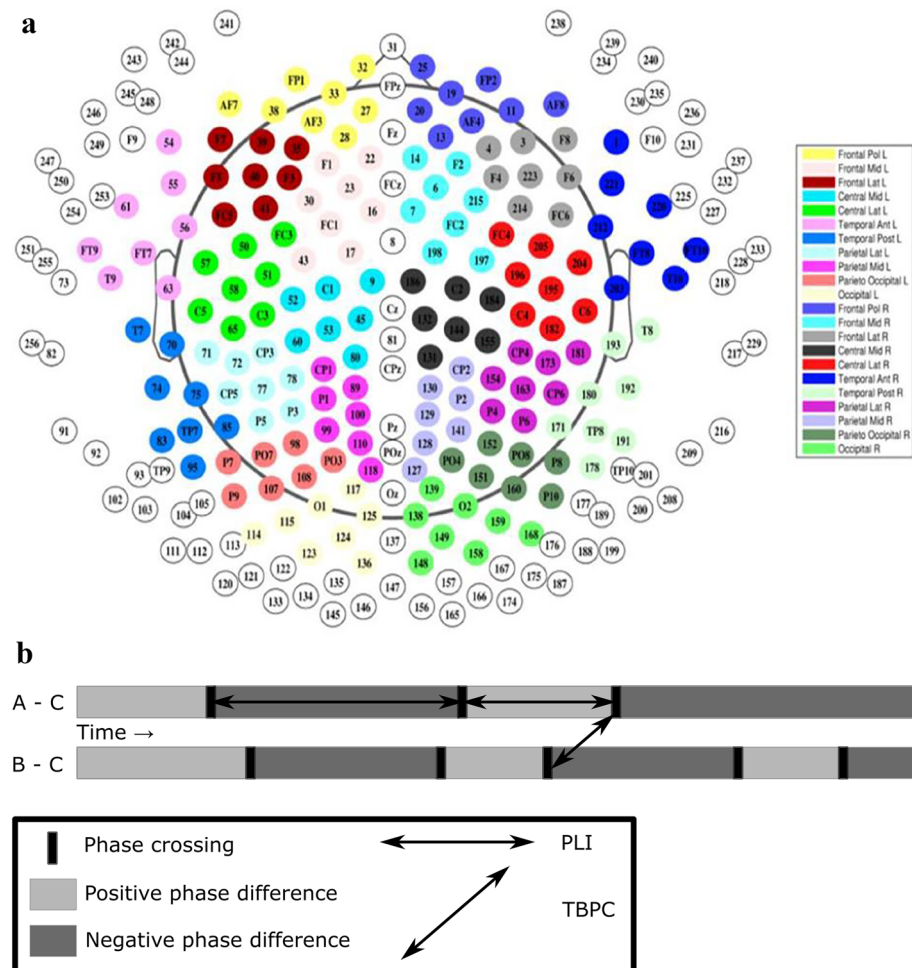 a
241
238
31
242
239
243
244
234
240
32
25
FP1
FP2
33
FPz
19
245
248
230
235
AF7
38
27
20
11
AF8
246
236
AF3
AF4
28
Fz
13
249
F9
54
39
35
4
3
F8
1
F10
231
247
F1
22
14
F2
237
250
55
F5
40
F3
FCz
F4
223
F6
221
232
253
23
6
225
254
61
FC5
41
30
16
7
215
214
FC6
220
227
56
FC1
FC2
212
251
50
FC3
8
FC4
205
233
255
FT9
FT7
57
43
17
198
197
204
FT8
FT10
228
73
T9
63
58
51
9
186
196
195
203
T10
218
52
C1
C2
184
C5
C3
Cz
C4
C6
256
T7
65
53
45
132
144
182
T8
229
82
70
71
CP3
60
81
155
CP4
181
193
217
72
80
131
173
CP1
CPz
CP2
74
75
CP5
77
78
89
130
154
163
CP6
180
192
P1
P2
85
P5
P3
100
129
P4
P6
91
83
TP7
99
Pz
141
171
TP8
191
216
92
PO7
98
110
POz
128
152
93
TP9
95
P7
PO3
118
127
PO4
151
PO8
P8
178
TP10
201
209
102
103
105
P9
107
108
117
Oz
139
160
P10
177
200
208
104
O1
125
138
O2
189
111
112
113
114
115
124
137
149
159
168
176
188
199
123
136
148
158
120
121
122
135
147
157
167
175
187
133
134
146
156
166
174
145
165
Frontal Pol L
Frontal Mid L
Frontal Lat L
Central Mid L
Central Lat L
Temporal Ant L
Temporal Post L
Parietal Lat L
Parietal Mid L
Parieto Occipital L
Occipital L
Frontal Pol R
Frontal Mid R
Frontal Lat R
Central Mid R
Central Lat R
Temporal Ant R
Temporal Post R
Parietal Lat R
Parietal Mid R
Parieto Occipital R
Occipital R
b
A - C
Time →
B - C
Phase crossing
PLI
Positive phase difference
TBPC
Negative phase difference